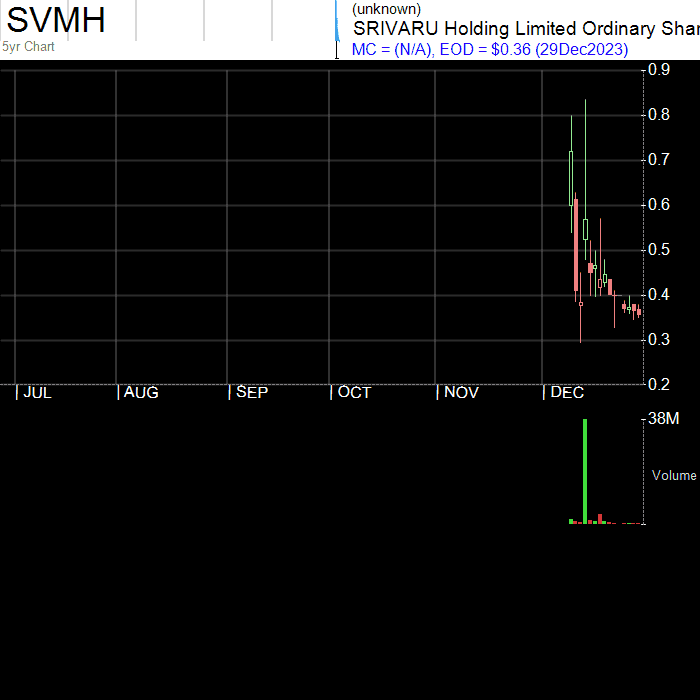 SVMH
5yr Chart
(unknown)
SRIVARU Holding Limited Ordinary Shar
MC = (N/A), EOD = $0.36 (29Dec2023)
0.9
0.8
0.7
0.6
0.5
0.4
0.3
0.2
JUL AUG SEP OCT NOV DEC
38M
Volume